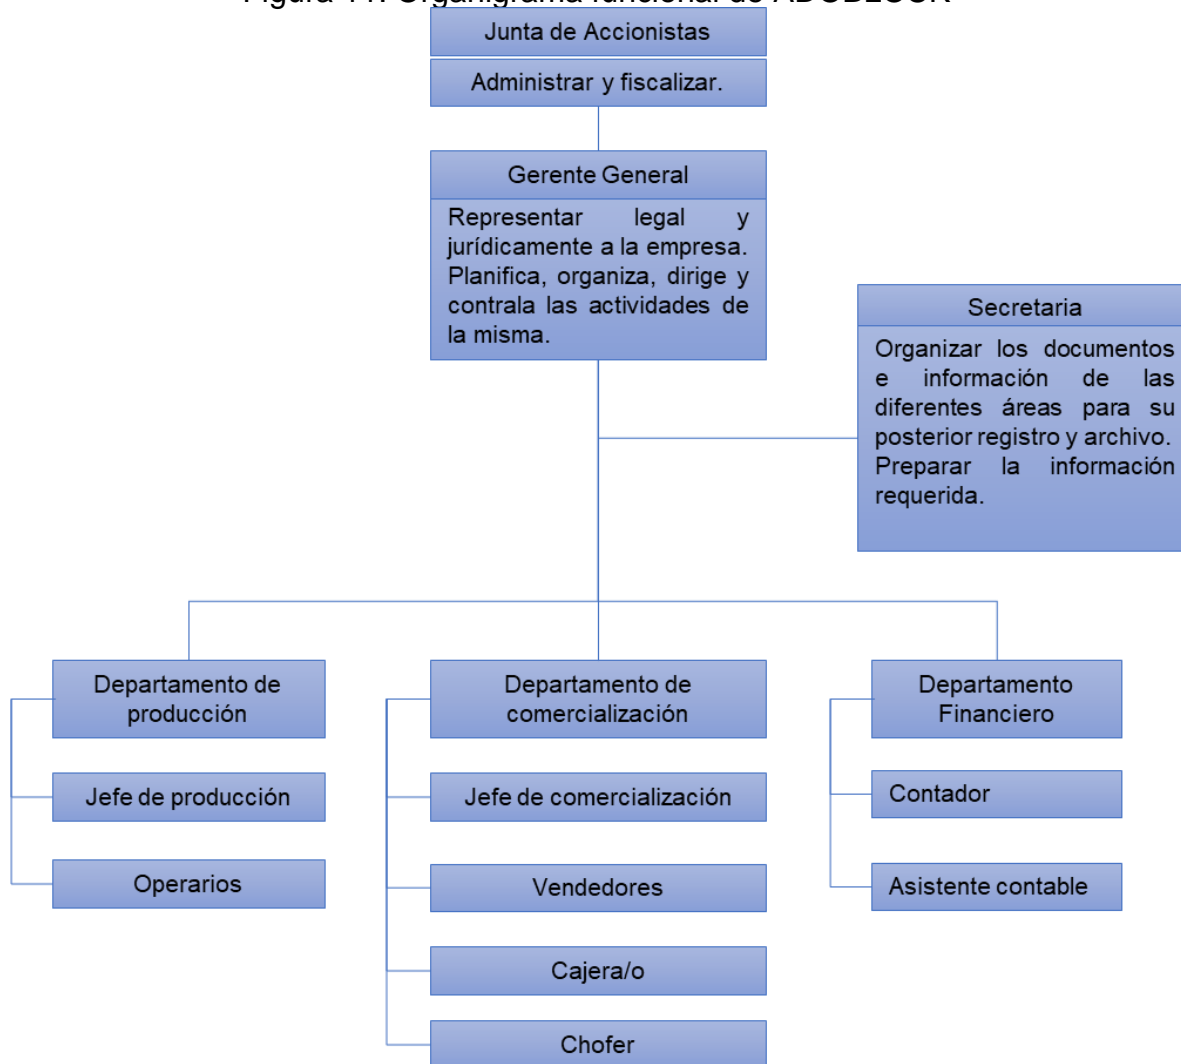 Junta de Accionistas
Administrar y fiscalizar.
Gerente General
Representar legal y
jurídicamente a la empresa.
Planifica, organiza, dirige y
contrala las actividades de
la misma.
Secretaria
Organizar los documentos
e información de las
diferentes áreas para su
posterior registro y archivo.
Preparar la información
requerida.
Departamento de
producción
Jefe de producción
Operarios
Departamento de
comercialización
Jefe de comercialización
Vendedores
Cajera/o
Chofer
Departamento
Financiero
Contador
Asistente contable